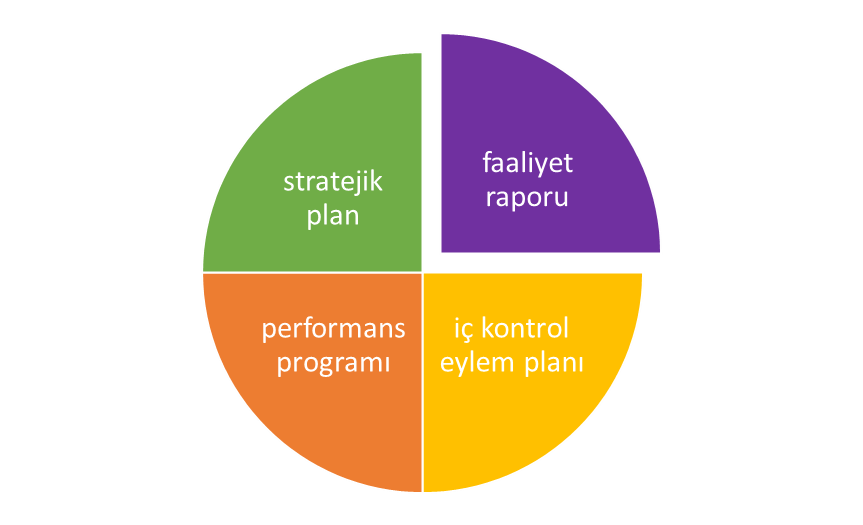 stratejik
plan
faaliyet
raporu
performans
programı
iç kontrol
eylem planı